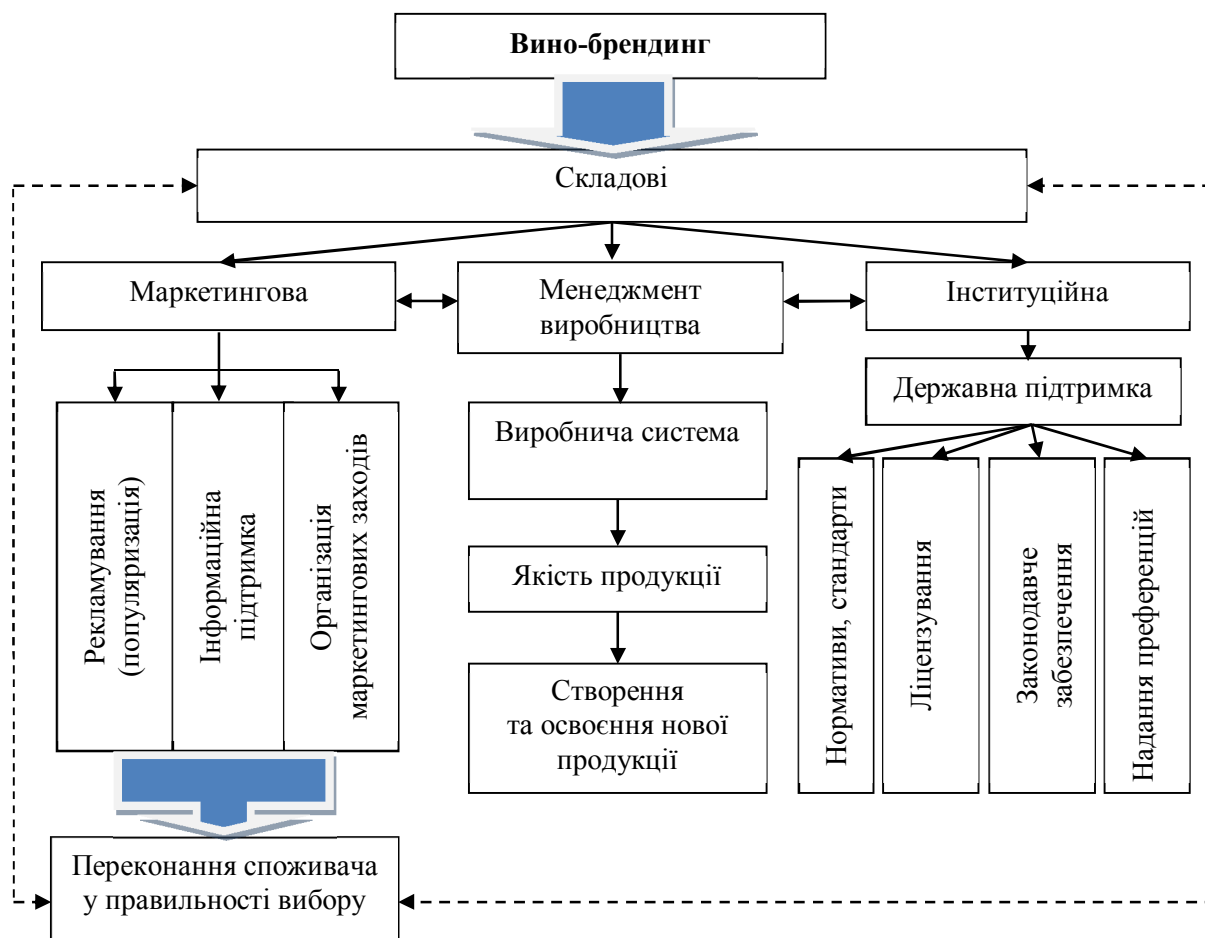 Вино-брендинг
Складові
Маркетингова
Менеджмент
виробництва
Інституційна
Державна підтримка
Рекламування
(популяризація)
Інформаційна
підтримка
Організація
маркетингових заходів
Виробнича система
Якість продукції
Створення
та освоєння нової
продукції
Нормативи, стандарти
Ліцензування
Законодавче
забезпечення
Надання преференцій
Переконання споживача
у правильності вибору